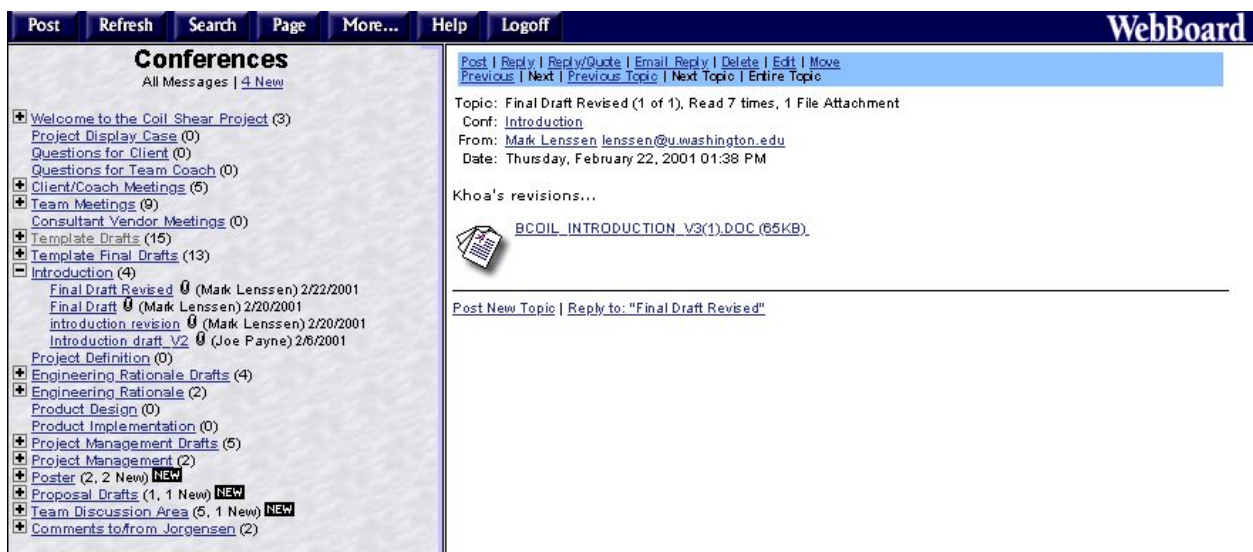 Post Refresh Search Page More... Help Logoff WebBoard
Conferences
All Messages | 4 New
Welcome to the Coil Shear Project (3)
Project Display Case (0)
Questions for Client (0)
Questions for Team Coach (0)
Client/Coach Meetings (5)
Team Meetings (9)
Consultant Vendor Meetings (0)
Template Drafts (15)
Template Final Drafts (13)
Introduction (4)
Final Draft Revised (Mark Lenssen) 2/22/2001
Final Draft (Mark Lenssen) 2/20/2001
introduction revision (Mark Lenssen) 2/20/2001
Introduction draft_V2 (Joe Payne) 2/6/2001
Project Definition (0)
Engineering Rationale Drafts (4)
Engineering Rationale (2)
Product Design (0)
Product Implementation (0)
Project Management Drafts (5)
Project Management (2)
Poster (2, 2 New) NEW
Proposal Drafts (1, 1 New) NEW
Team Discussion Area (5, 1 New) NEW
Comments to/from Jorgensen (2)
Post | Reply | Reply/Quote | Email Reply | Delete | Edit | Move
Previous | Next | Previous Topic | Next Topic | Entire Topic
Topic: Final Draft Revised (1 of 1), Read 7 times, 1 File Attachment
Conf: Introduction
From: Mark Lenssen lenssen@u.washington.edu
Date: Thursday, February 22, 2001 01:38 PM
Khoa's revisions...
BCOIL_INTRODUCTION_V3(1).DOC (65KB)
Post New Topic | Reply to: "Final Draft Revised"